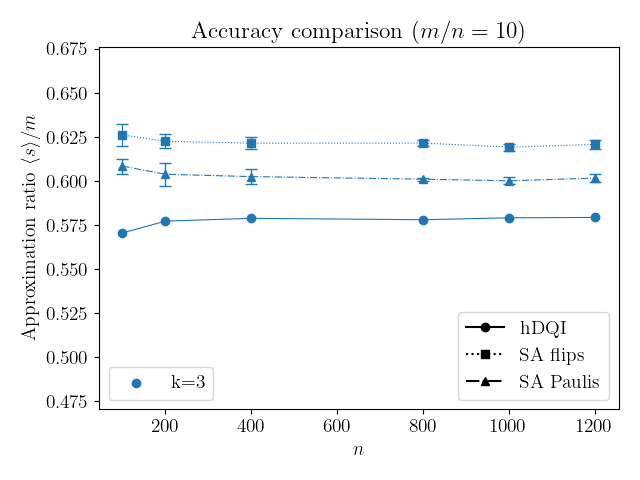 Accuracy comparison (m/n = 10)
Approximation ratio ⟨s⟩/m
0.675
0.650
0.625
0.600
0.575
0.550
0.525
0.500
0.475
hDQI
SA flips
SA Paulis
k=3
200
400
600
800
1000
1200
n